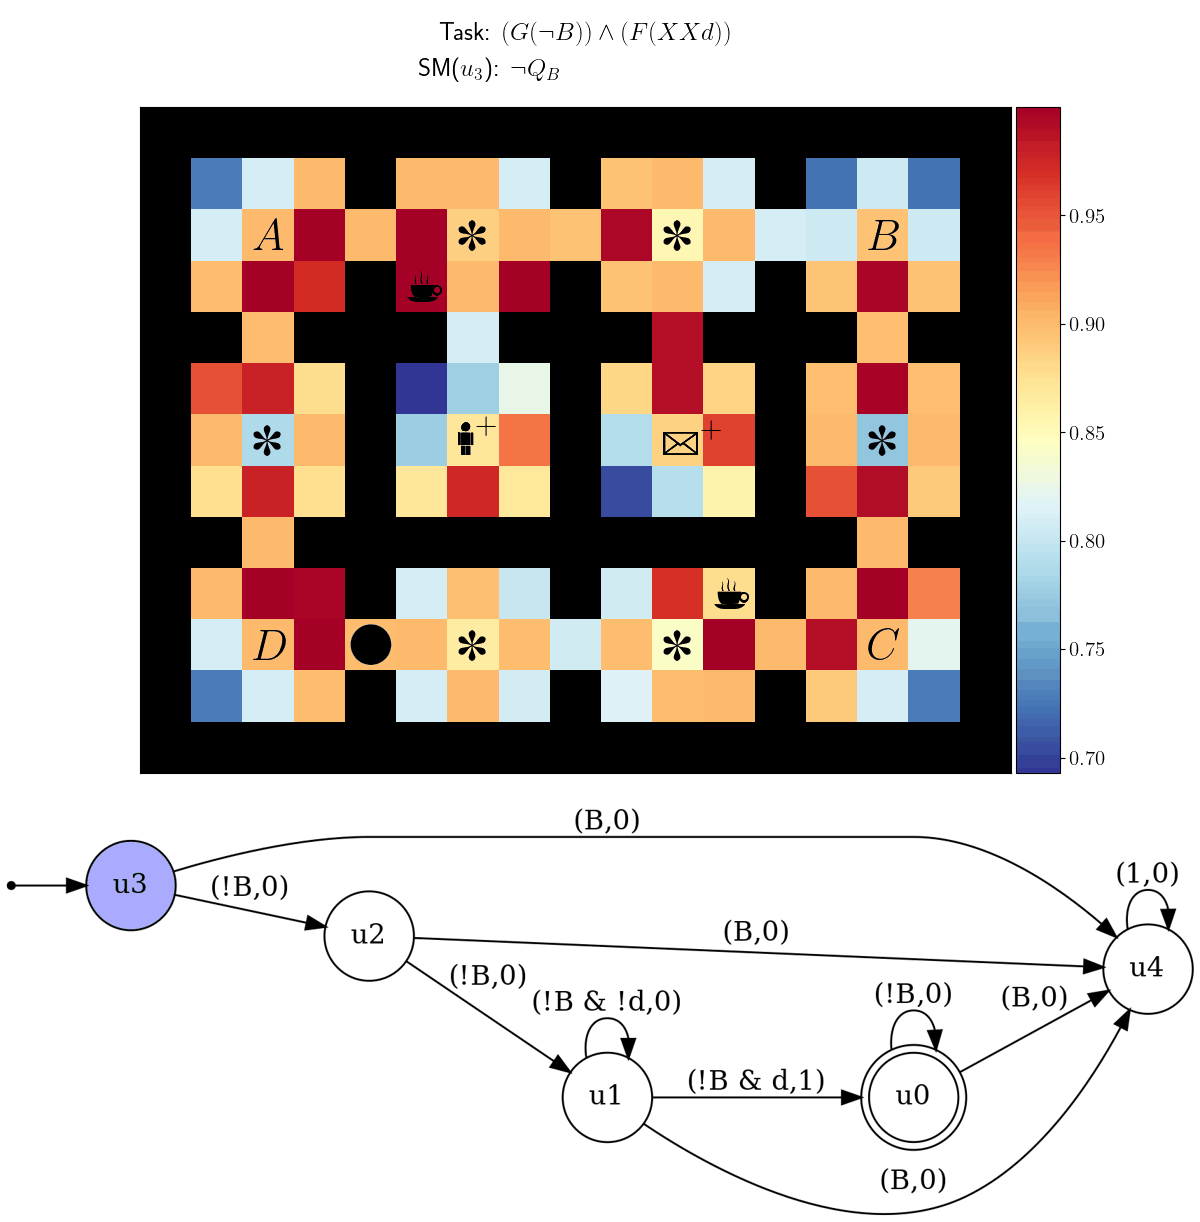 Task: (G(¬B)) ∧ (F(XXd))
SM(u₃): ¬Q_B
A
B
0.95
0.90
+
+
0.85
0.80
D
C
0.75
0.70
(B,0)
(1,0)
u3
(!B,0)
u2
(B,0)
u4
(!B,0)
(!B & !d,0)
(!B,0)
(B,0)
u1
(!B & d,1)
u0
(B,0)